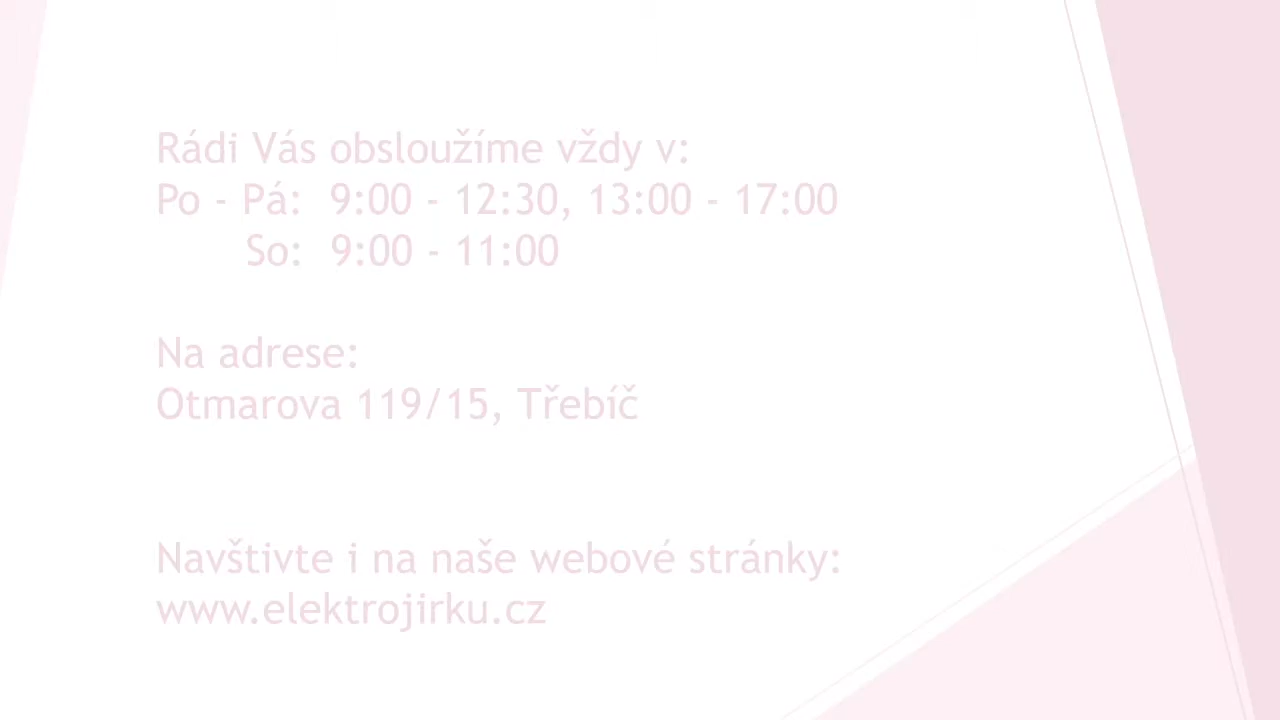 Rádi Vás obsloužíme vždy v:
Po - Pá: 9:00 - 12:30, 13:00 - 17:00
So: 9:00 - 11:00
Na adrese:
Otmarova 119/15, Třebíč
Navštivte i na naše webové stránky:
www.elektrojirku.cz